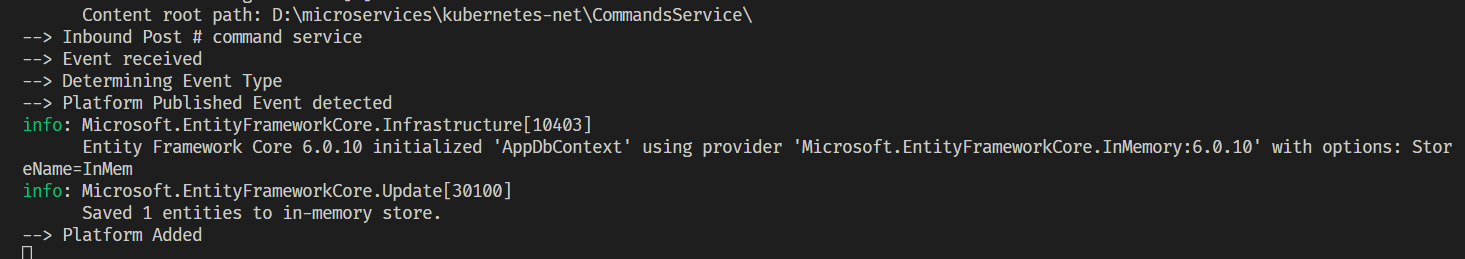 Content root path: D:\microservices\kubernetes-net\CommandsService\
--> Inbound Post # command service
--> Event received
--> Determining Event Type
--> Platform Published Event detected
info: Microsoft.EntityFrameworkCore.Infrastructure[10403]
Entity Framework Core 6.0.10 initialized 'AppDbContext' using provider 'Microsoft.EntityFrameworkCore.InMemory:6.0.10' with options: Stor
eName=InMem
info: Microsoft.EntityFrameworkCore.Update[30100]
Saved 1 entities to in-memory store.
--> Platform Added